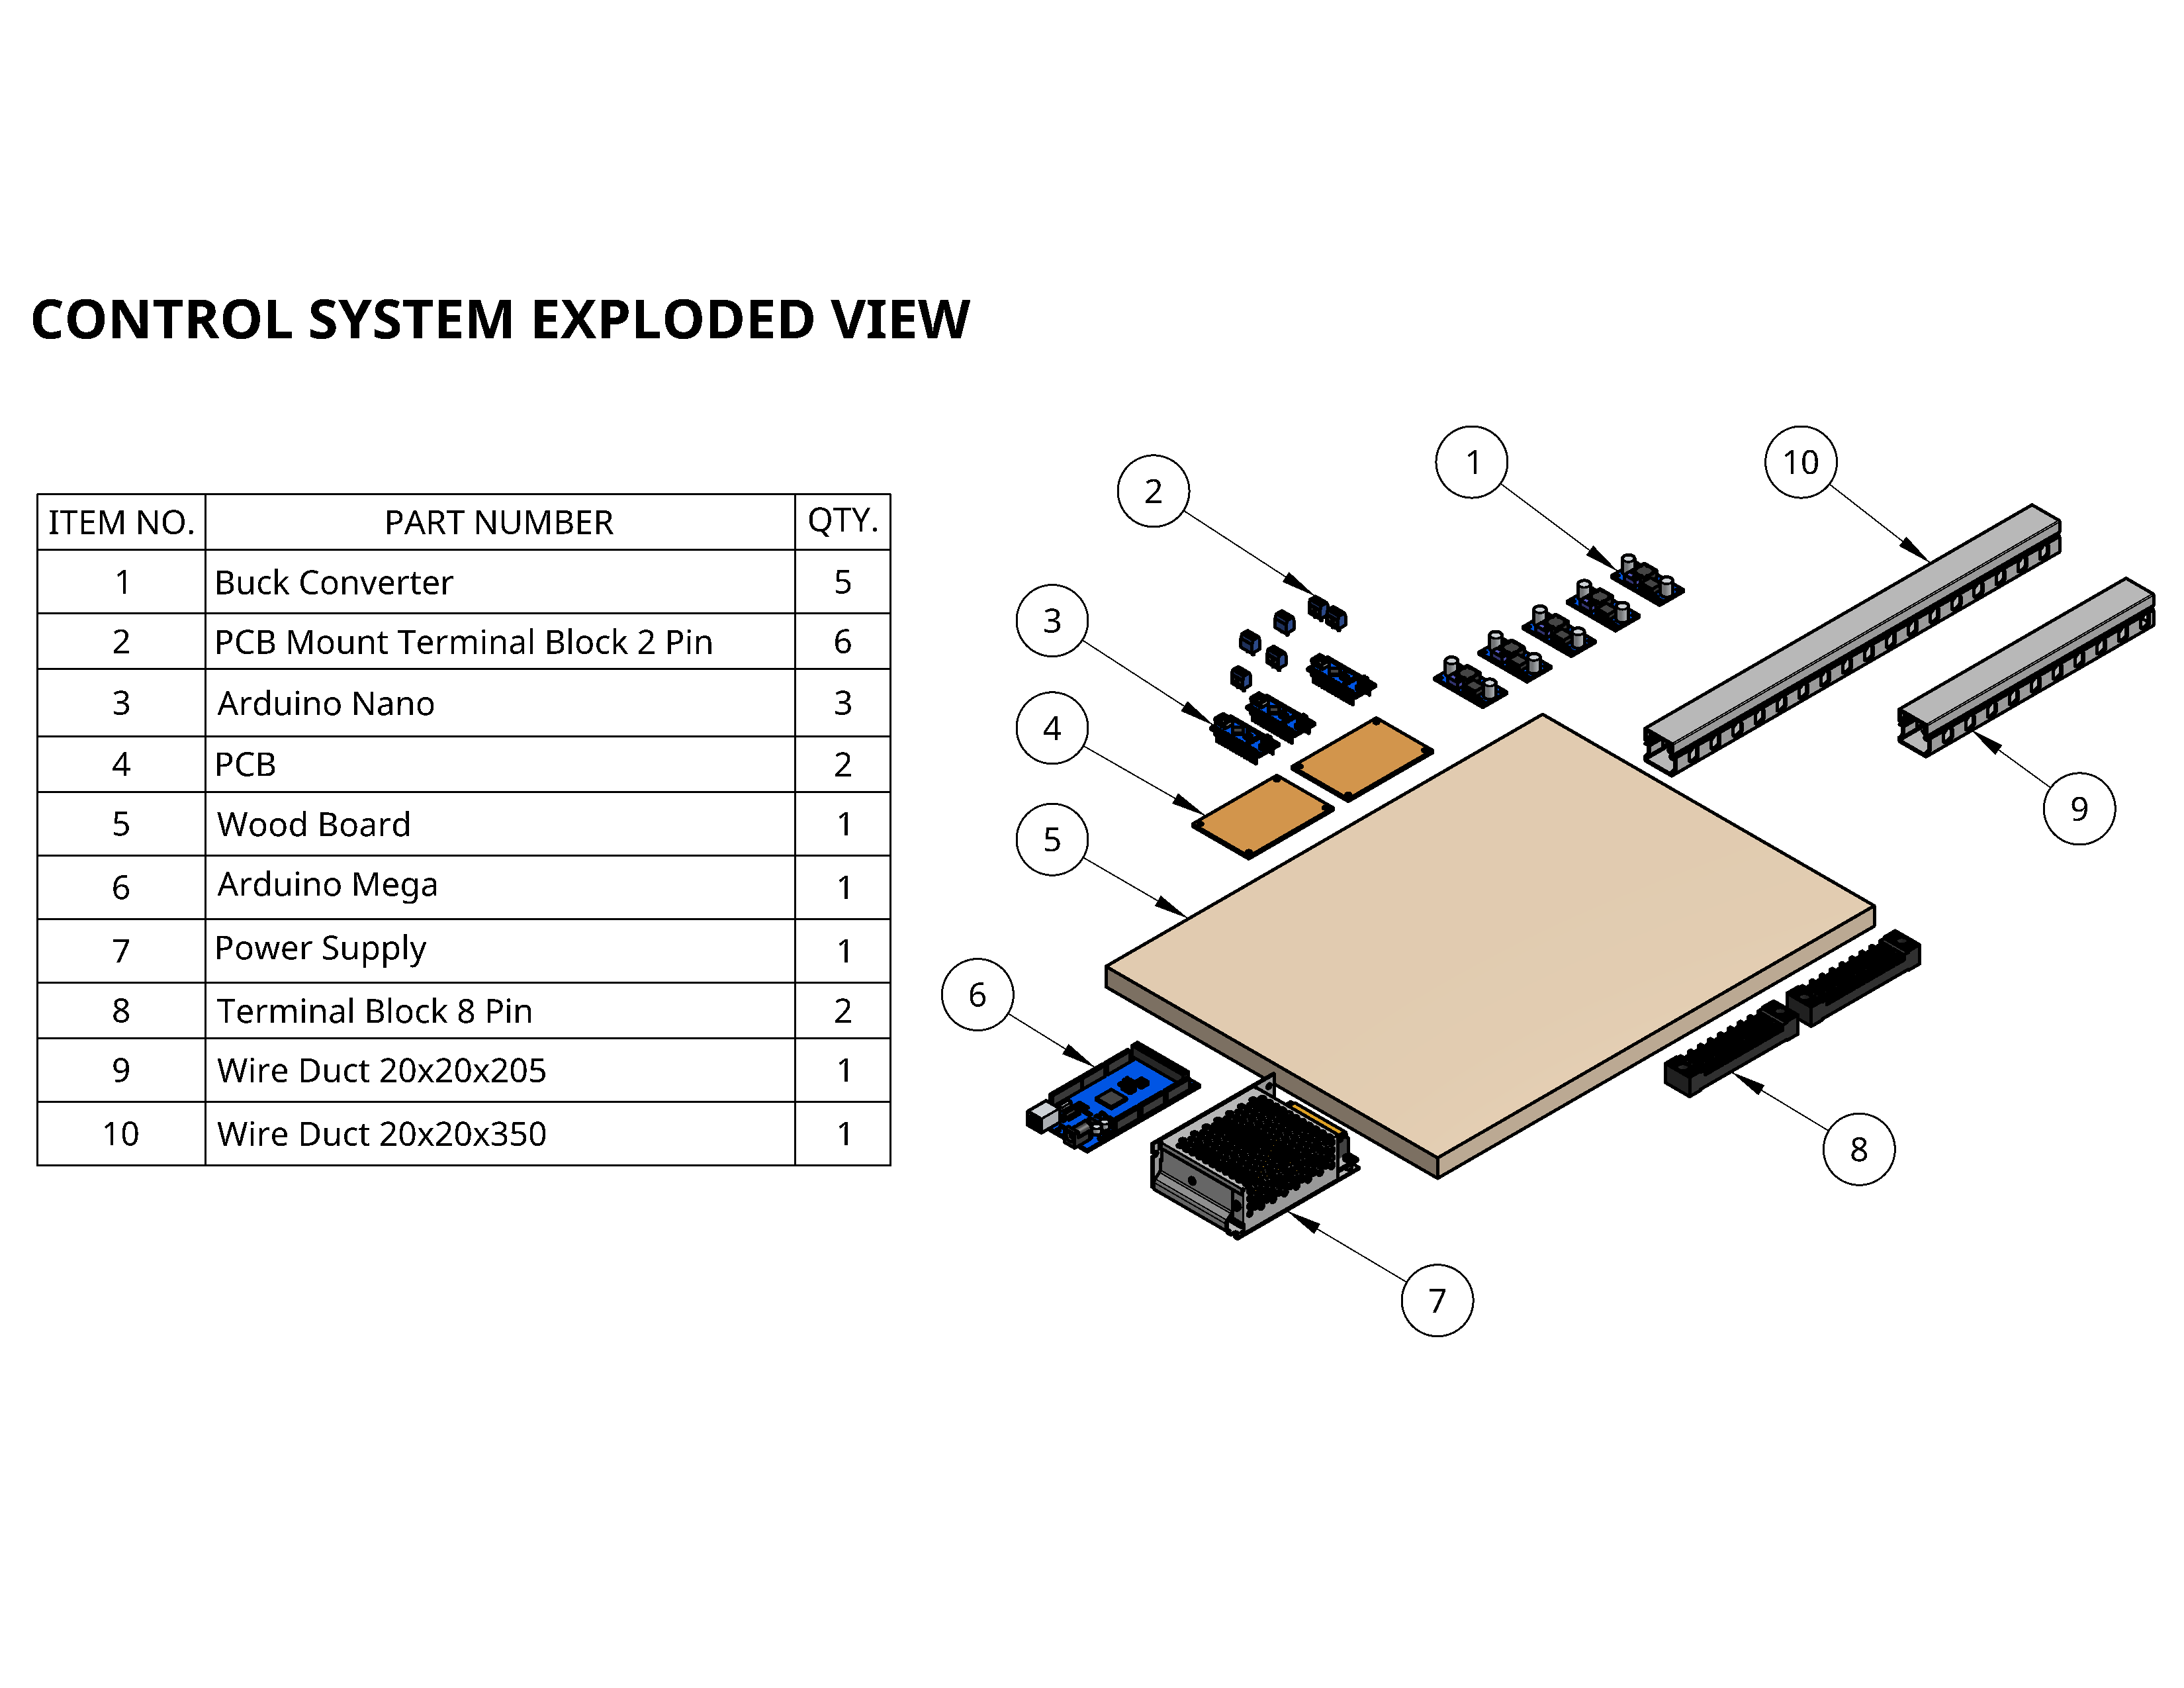 CONTROL SYSTEM EXPLODED VIEW
ITEM NO. PART NUMBER QTY.
1 Buck Converter 5
2 PCB Mount Terminal Block 2 Pin 6
3 Arduino Nano 3
4 PCB 2
5 Wood Board 1
6 Arduino Mega 1
7 Power Supply 1
8 Terminal Block 8 Pin 2
9 Wire Duct 20x20x205 1
10 Wire Duct 20x20x350 1
1
10
2
3
4
9
5
6
8
7